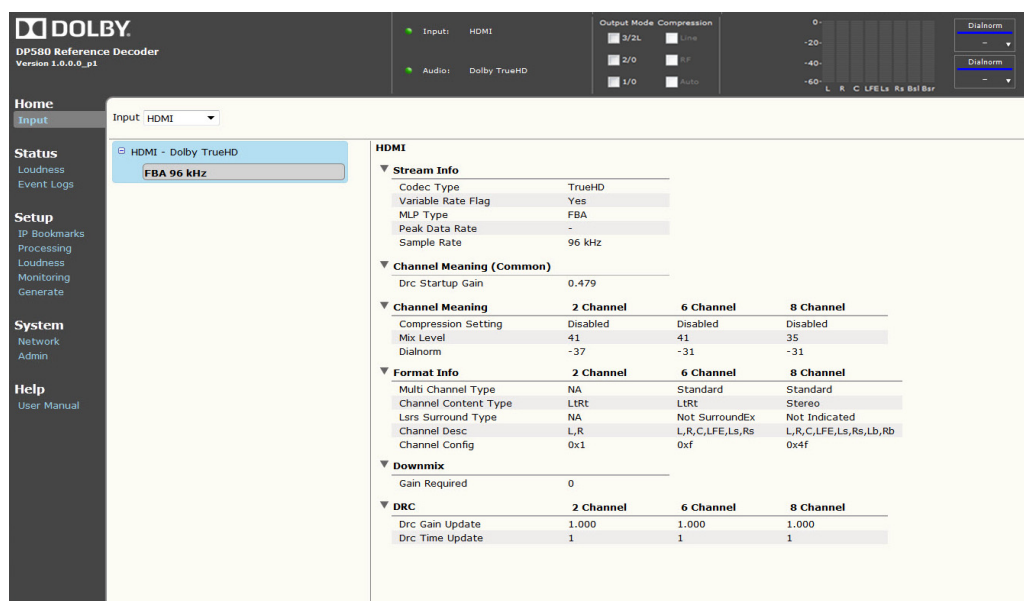 DOLBY.
DP580 Reference Decoder
Version 1.0.0.0_p1
Input: HDMI
Audio: Dolby TrueHD
Output Mode Compression
3/2L Line
2/0 RF
1/0 Auto
0-
-20-
-40-
-60-
L R C LFE Ls Rs Bsl Bsr
Dialnorm
-
Dialnorm
-
Home
Input
Status
Loudness
Event Logs
Setup
IP Bookmarks
Processing
Loudness
Monitoring
Generate
System
Network
Admin
Help
User Manual
Input HDMI
HDMI - Dolby TrueHD
FBA 96 kHz
HDMI
Stream Info
Codec Type TrueHD
Variable Rate Flag Yes
MLP Type FBA
Peak Data Rate -
Sample Rate 96 kHz
Channel Meaning (Common)
Drc Startup Gain 0.479
Channel Meaning 2 Channel 6 Channel 8 Channel
Compression Setting Disabled Disabled Disabled
Mix Level 41 41 35
Dialnorm -37 -31 -31
Format Info 2 Channel 6 Channel 8 Channel
Multi Channel Type NA Standard Standard
Channel Content Type LtRt LtRt Stereo
Lsrs Surround Type NA Not SurroundEx Not Indicated
Channel Desc L,R L,R,C,LFE,Ls,Rs L,R,C,LFE,Ls,Rs,Lb,Rb
Channel Config 0x1 0xf 0x4f
Downmix
Gain Required 0
DRC 2 Channel 6 Channel 8 Channel
Drc Gain Update 1.000 1.000 1.000
Drc Time Update 1 1 1